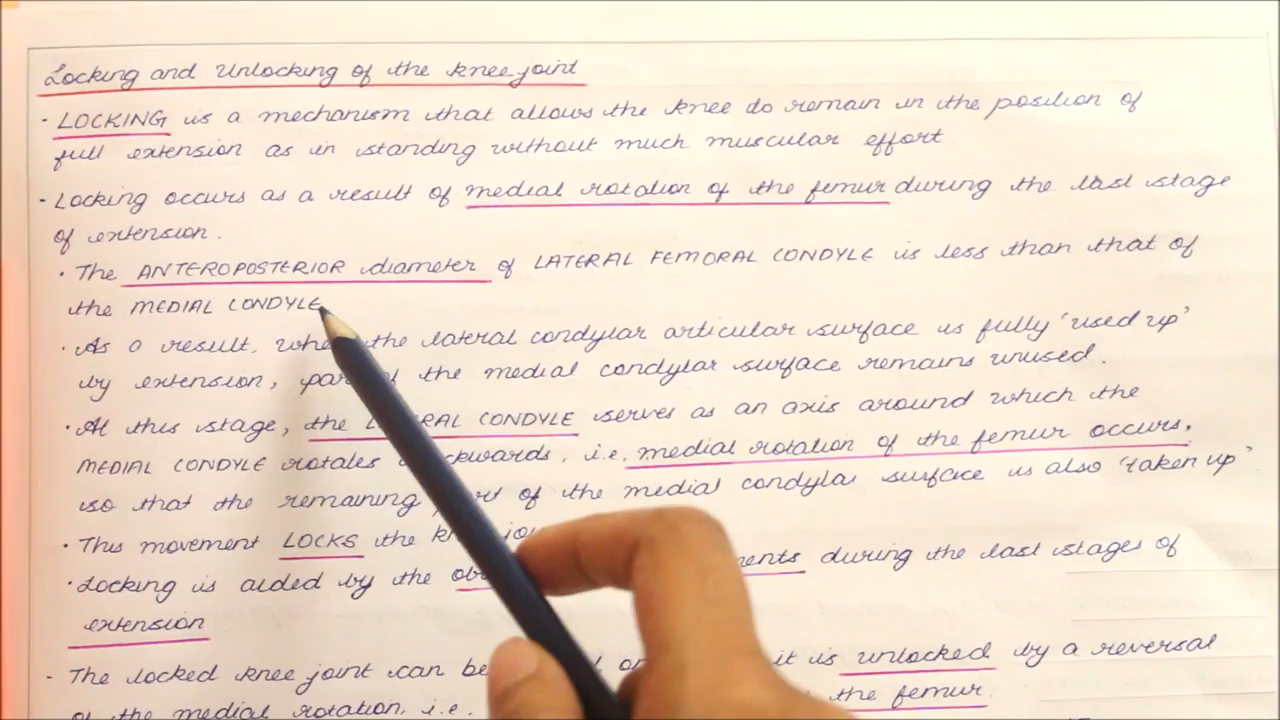 Locking and Unlocking of the knee joint
· LOCKING is a mechanism that allows the knee to remain in the position of
full extension as in standing without much muscular effort.
- Locking occurs as a result of medial rotation of the femur during the last stage
of extension.
· The ANTEROPOSTERIOR diameter of LATERAL FEMORAL CONDYLE is less than that of
the MEDIAL CONDYLE
· As a result, the lateral condylar articular surface is fully 'used up'
by extension, the medial condylar surface remains unused.
· At this stage, the CONDYLE serves as an axis around which the
MEDIAL CONDYLE rotates i.e. medial rotation of the femur occurs,
so that the remaining of the medial condylar surface is also 'taken up'
· This movement LOCKS the
· Locking is aided by the during the last stages of
extension
- The locked knee joint can be it is unlocked by a reversal
of the medial rotation, i.e. the femur.